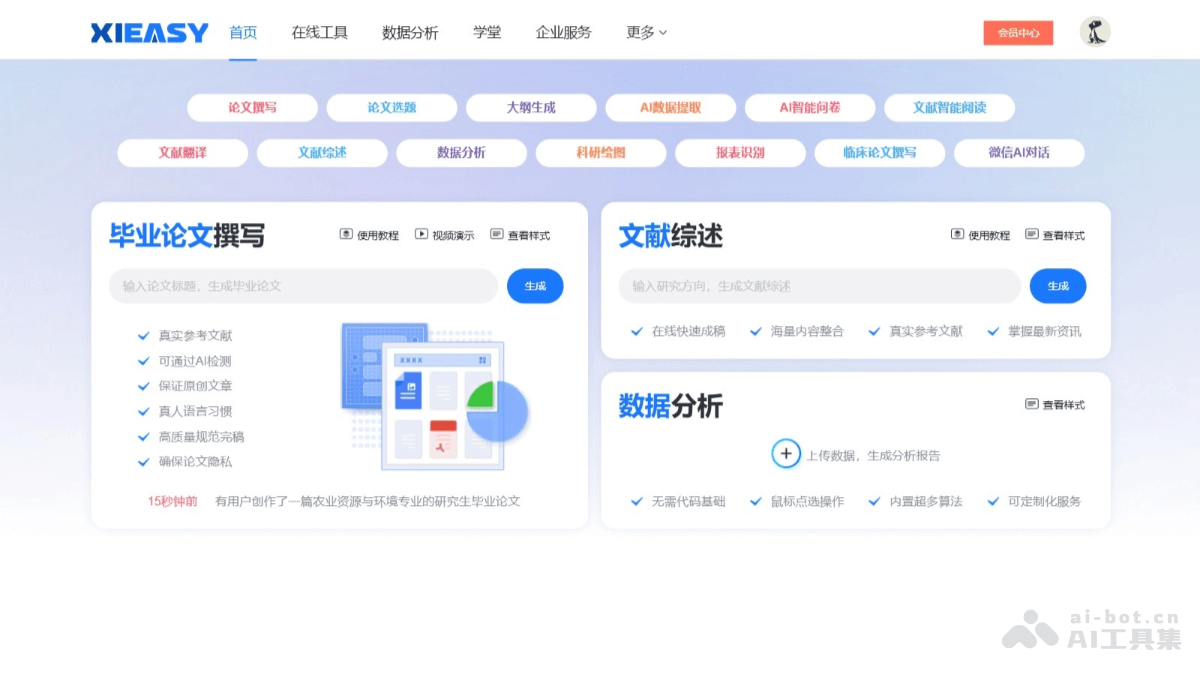 XIEASY 首页 在线工具 数据分析 学堂 企业服务 更多 会员中心
论文撰写 论文选题 大纲生成 AI数据提取 AI智能问卷 文献智能阅读
文献翻译 文献综述 数据分析 科研绘图 报表识别 临床论文撰写 微信AI对话
毕业论文撰写 使用教程 视频演示 查看样式
输入论文标题，生成毕业论文 生成
真实参考文献
可通过AI检测
保证原创文章
真人语言习惯
高质量规范完稿
确保论文隐私
XXXX
15秒钟前 有用户创作了一篇农业资源与环境专业的研究生毕业论文
文献综述 使用教程 查看样式
输入研究方向，生成文献综述 生成
在线快速成稿 海量内容整合 真实参考文献 掌握最新资讯
数据分析 查看样式
上传数据，生成分析报告
无需代码基础 鼠标点选操作 内置超多算法 可定制化服务
ai-bot.cn
AI工具集